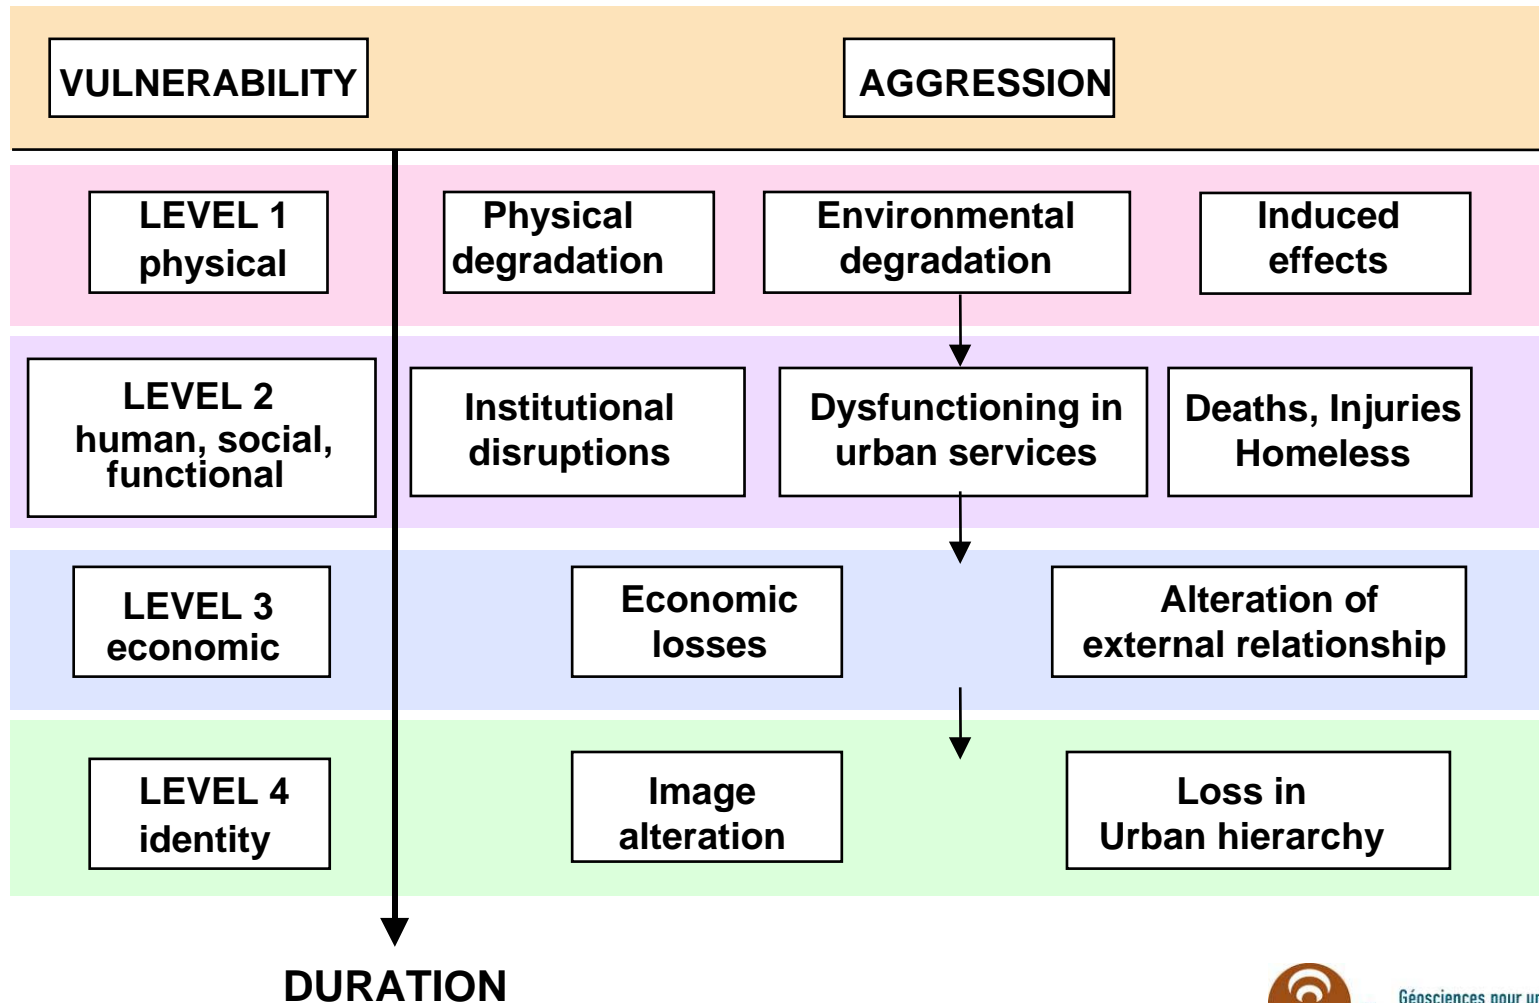 VULNERABILITY
AGGRESSION
LEVEL 1
physical
Physical
degradation
Environmental
degradation
Induced
effects
LEVEL 2
human, social,
functional
Institutional
disruptions
Dysfunctioning in
urban services
Deaths, Injuries
Homeless
LEVEL 3
economic
Economic
losses
Alteration of
external relationship
LEVEL 4
identity
Image
alteration
Loss in
Urban hierarchy
DURATION
Géosciences pour